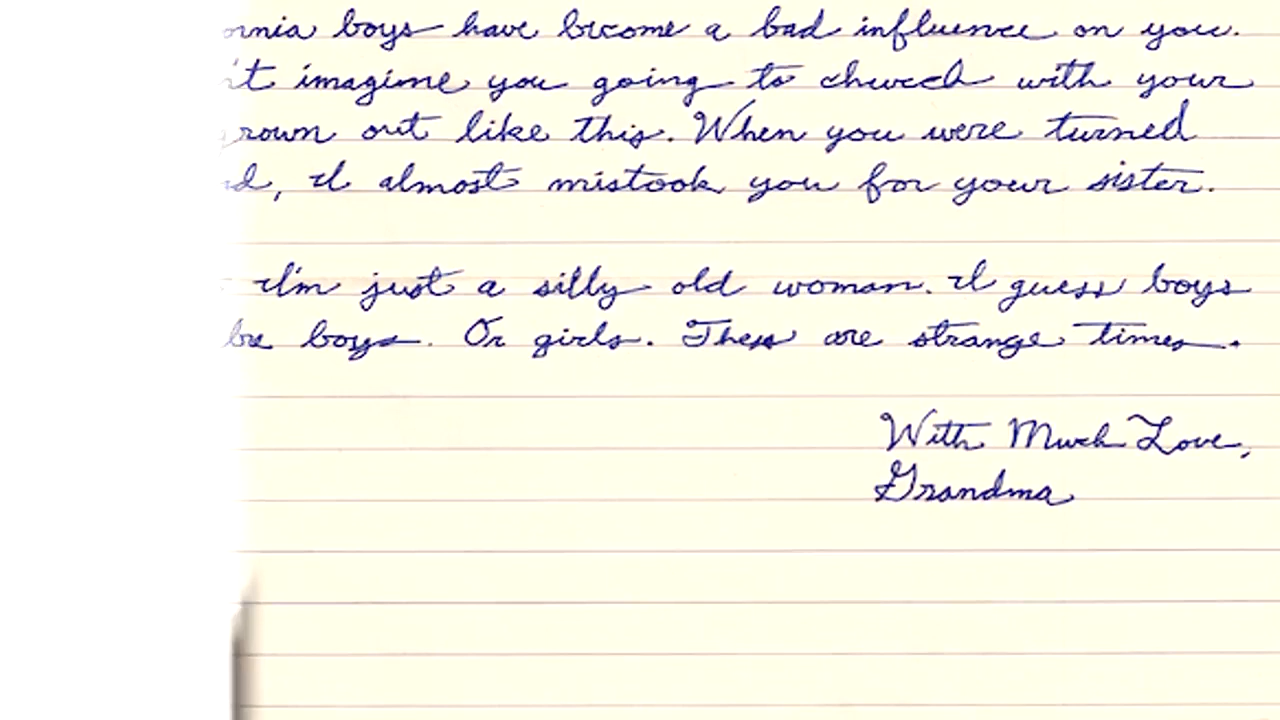 boys have become a bad influence on you.
imagine you going to church with your
out like this. When you were turned
I almost mistook you for your sister.
I'm just a silly old woman. I guess boys
be boys. Or girls. These are strange times.
With Much Love,
Grandma